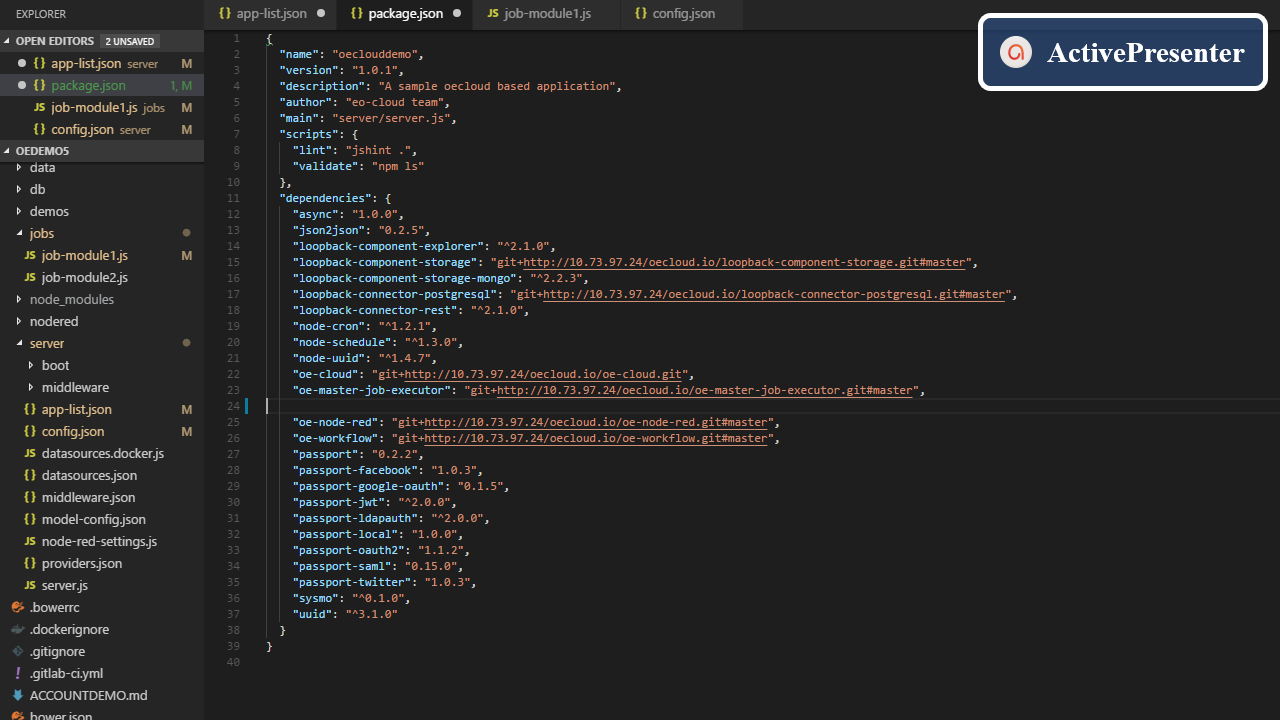 EXPLORER
OPEN EDITORS 2 UNSAVED
app-list.json server M
package.json 1, M
JS job-module1.js jobs M
config.json server M
OEDEMO5
data
db
demos
jobs
JS job-module1.js M
JS job-module2.js
node_modules
nodered
server
boot
middleware
{} app-list.json M
{} config.json M
JS datasources.docker.js
{} datasources.json
{} middleware.json
{} model-config.json
JS node-red-settings.js
{} providers.json
JS server.js
.bowerrc
.dockerignore
.gitignore
! .gitlab-ci.yml
ACCOUNTDEMO.md
bower.json
{} app-list.json
{} package.json
JS job-module1.js
{} config.json
ActivePresenter
1 {
2 "name": "oeclouddemo",
3 "version": "1.0.1",
4 "description": "A sample oecloud based application",
5 "author": "eo-cloud team",
6 "main": "server/server.js",
7 "scripts": {
8 "lint": "jshint .",
9 "validate": "npm ls"
10 },
11 "dependencies": {
12 "async": "1.0.0",
13 "json2json": "0.2.5",
14 "loopback-component-explorer": "^2.1.0",
15 "loopback-component-storage": "git+http://10.73.97.24/oecloud.io/loopback-component-storage.git#master",
16 "loopback-component-storage-mongo": "^2.2.3",
17 "loopback-connector-postgresql": "git+http://10.73.97.24/oecloud.io/loopback-connector-postgresql.git#master",
18 "loopback-connector-rest": "^2.1.0",
19 "node-cron": "^1.2.1",
20 "node-schedule": "^1.3.0",
21 "node-uuid": "^1.4.7",
22 "oe-cloud": "git+http://10.73.97.24/oecloud.io/oe-cloud.git",
23 "oe-master-job-executor": "git+http://10.73.97.24/oecloud.io/oe-master-job-executor.git#master",
24
25 "oe-node-red": "git+http://10.73.97.24/oecloud.io/oe-node-red.git#master",
26 "oe-workflow": "git+http://10.73.97.24/oecloud.io/oe-workflow.git#master",
27 "passport": "0.2.2",
28 "passport-facebook": "1.0.3",
29 "passport-google-oauth": "0.1.5",
30 "passport-jwt": "^2.0.0",
31 "passport-ldapauth": "^2.0.0",
32 "passport-local": "1.0.0",
33 "passport-oauth2": "1.1.2",
34 "passport-saml": "0.15.0",
35 "passport-twitter": "1.0.3",
36 "sysmo": "^0.1.0",
37 "uuid": "^3.1.0"
38 }
39 }
40